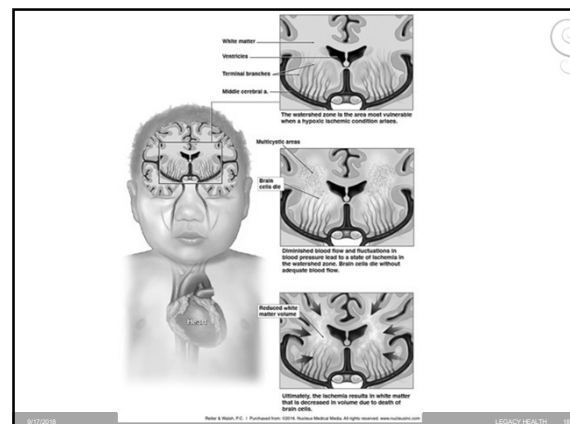 White matter
Ventricles
Terminal branches
Middle cerebral a.
The watershed zone is the area most vulnerable
when a hypoxic ischemic condition arises.
Multicystic areas
Brain
cells die
Diminished blood flow and fluctuations in
blood pressure lead to a state of ischemia in
the watershed zone. Brain cells die without
adequate blood flow.
Heart
Reduced white
matter volume
Ultimately, the ischemia results in white matter
that is decreased in volume due to death of
brain cells.
Reiter & Walsh, P.C. | Purchased from: ©2016. Nucleus Medical Media. All rights reserved. www.nucleusinc.com
9/17/2018
LEGACY HEALTH